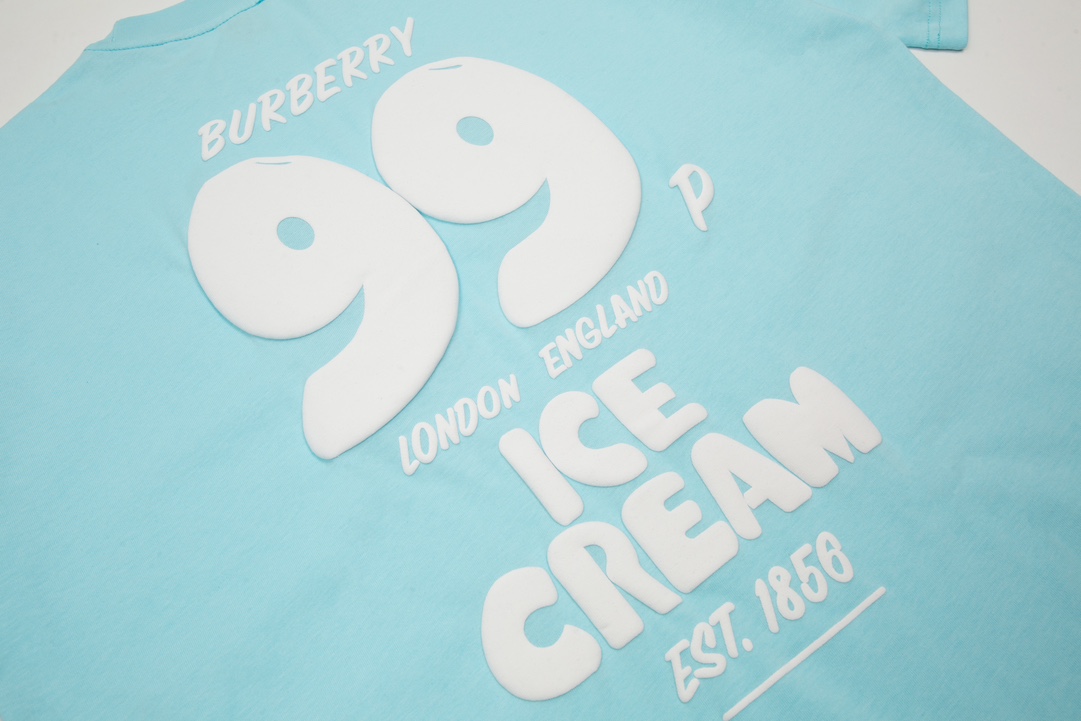 BURBERRY
99 P
LONDON ENGLAND
ICE
CREAM
EST. 1856